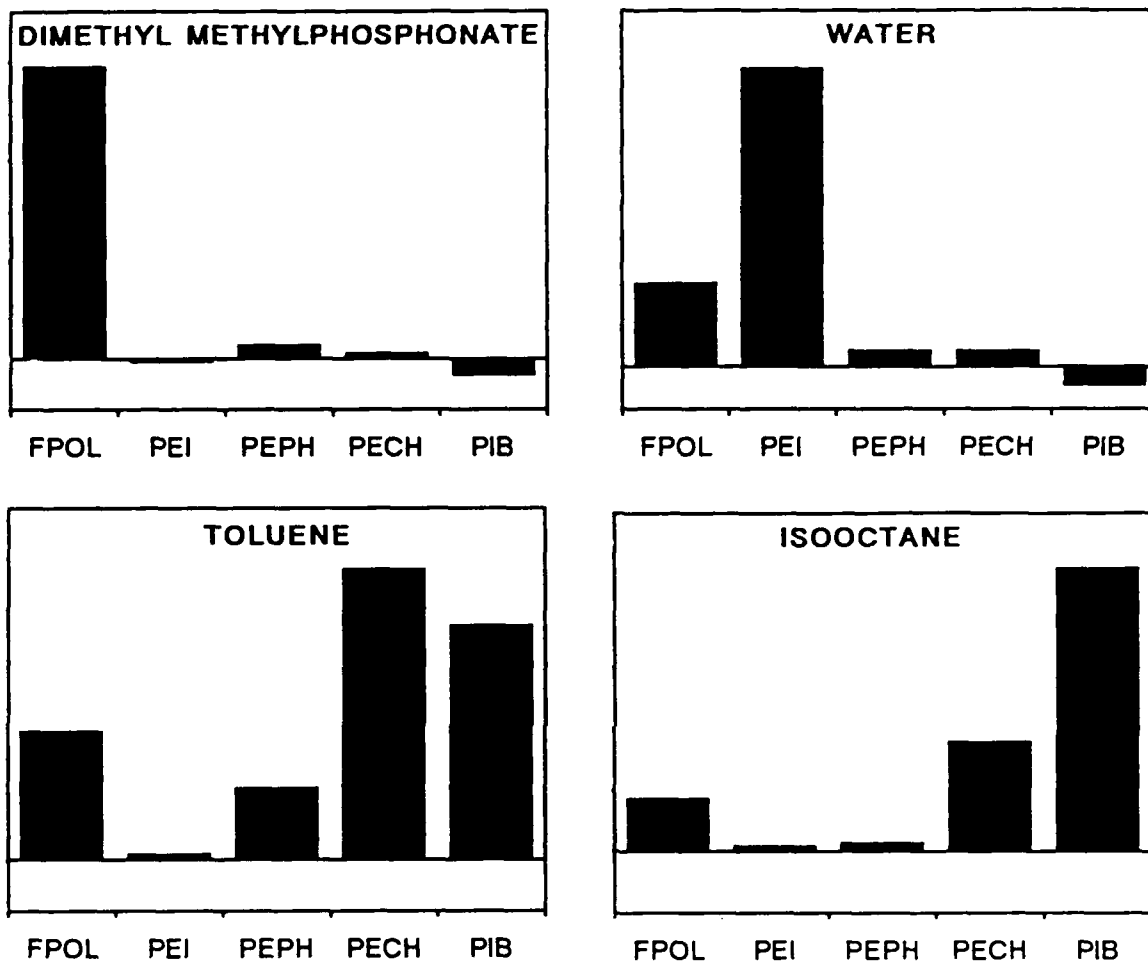 DIMETHYL METHYLPHOSPHONATE
FPOL PEI PEPH PECH PIB
WATER
FPOL PEI PEPH PECH PIB
TOLUENE
FPOL PEI PEPH PECH PIB
ISOOCTANE
FPOL PEI PEPH PECH PIB